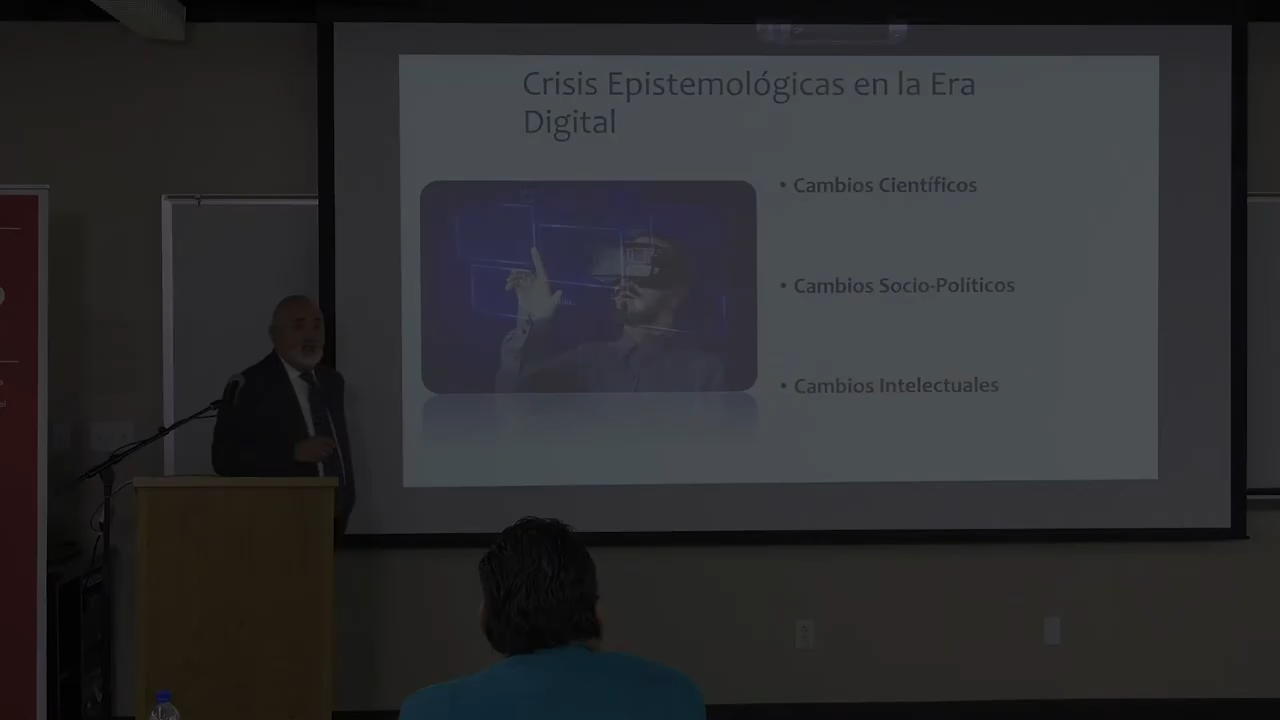 Crisis Epistemológicas en la Era
Digital
• Cambios Científicos
• Cambios Socio-Políticos
• Cambios Intelectuales